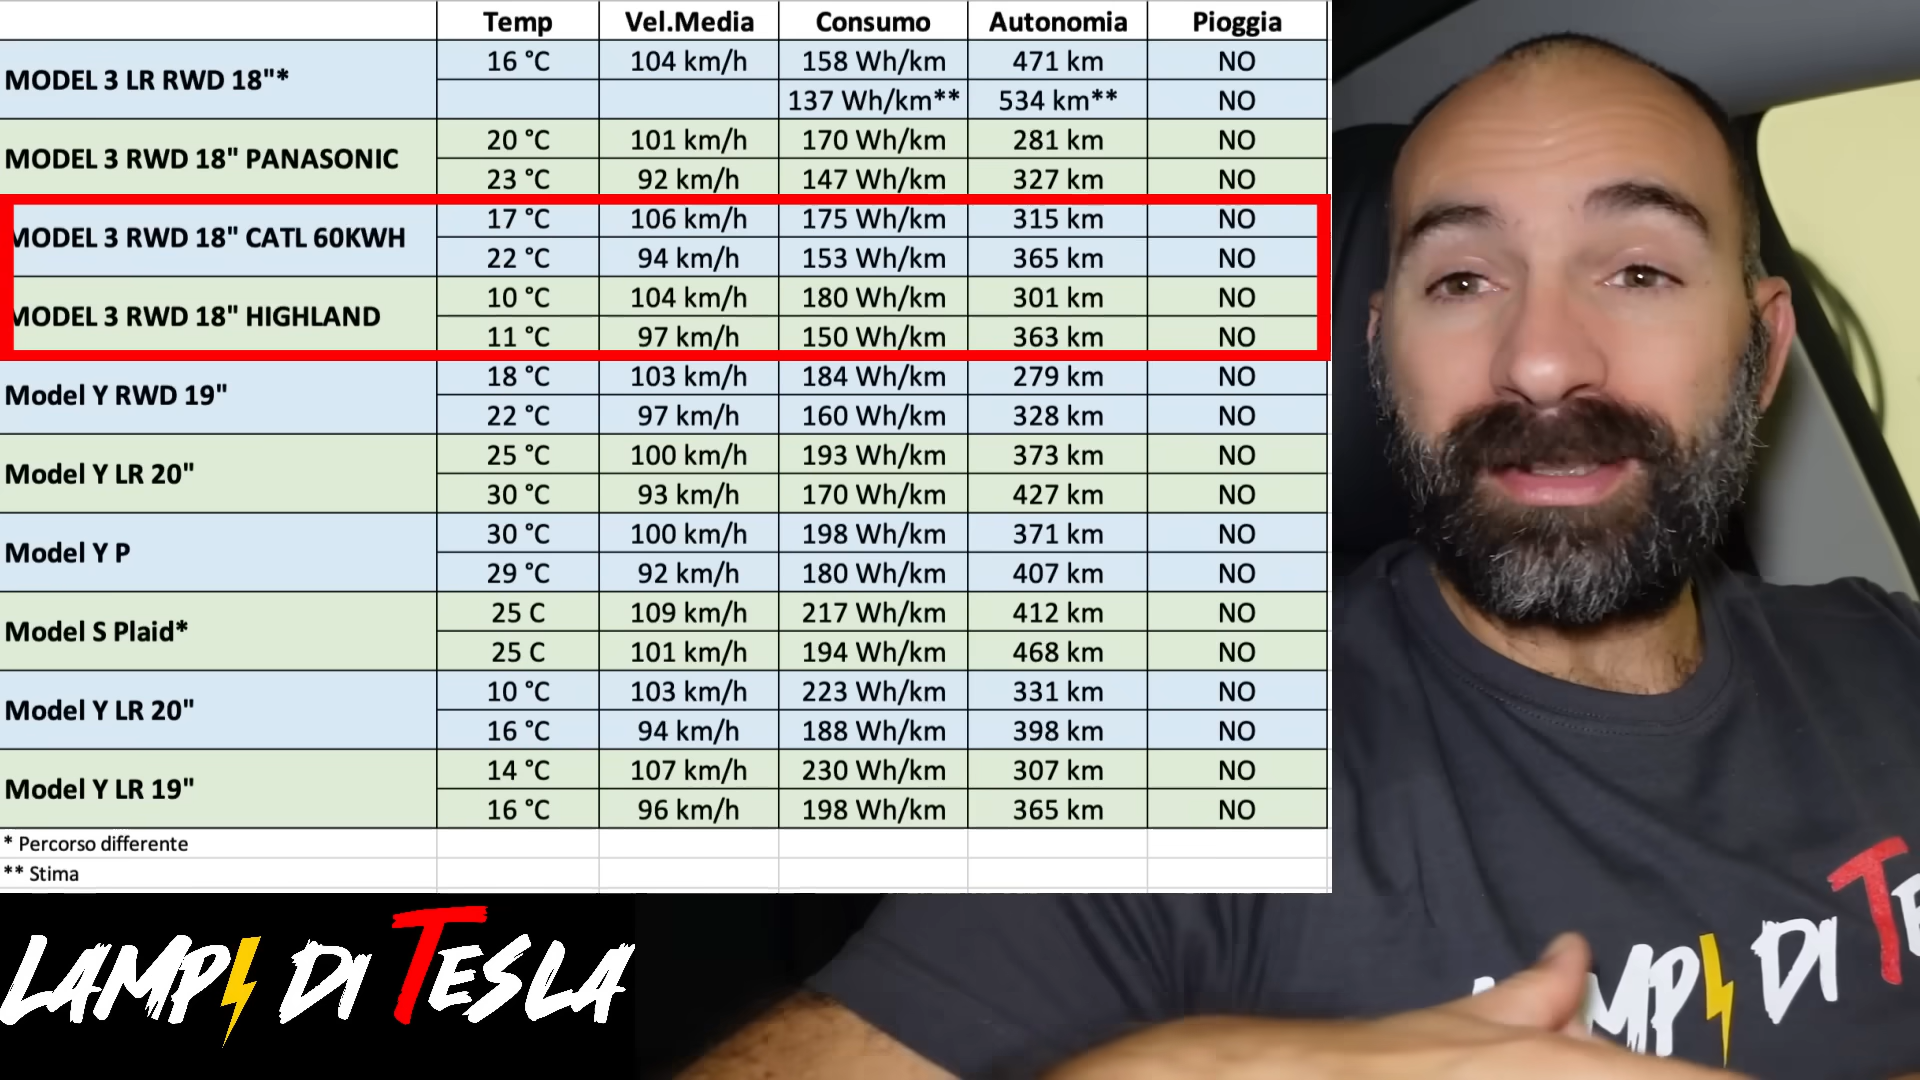 Temp Vel.Media Consumo Autonomia Pioggia
MODEL 3 LR RWD 18"* 16 °C 104 km/h 158 Wh/km 471 km NO
137 Wh/km** 534 km** NO
MODEL 3 RWD 18" PANASONIC 20 °C 101 km/h 170 Wh/km 281 km NO
23 °C 92 km/h 147 Wh/km 327 km NO
MODEL 3 RWD 18" CATL 60KWH 17 °C 106 km/h 175 Wh/km 315 km NO
22 °C 94 km/h 153 Wh/km 365 km NO
MODEL 3 RWD 18" HIGHLAND 10 °C 104 km/h 180 Wh/km 301 km NO
11 °C 97 km/h 150 Wh/km 363 km NO
Model Y RWD 19" 18 °C 103 km/h 184 Wh/km 279 km NO
22 °C 97 km/h 160 Wh/km 328 km NO
Model Y LR 20" 25 °C 100 km/h 193 Wh/km 373 km NO
30 °C 93 km/h 170 Wh/km 427 km NO
Model Y P 30 °C 100 km/h 198 Wh/km 371 km NO
29 °C 92 km/h 180 Wh/km 407 km NO
Model S Plaid* 25 C 109 km/h 217 Wh/km 412 km NO
25 C 101 km/h 194 Wh/km 468 km NO
Model Y LR 20" 10 °C 103 km/h 223 Wh/km 331 km NO
16 °C 94 km/h 188 Wh/km 398 km NO
Model Y LR 19" 14 °C 107 km/h 230 Wh/km 307 km NO
16 °C 96 km/h 198 Wh/km 365 km NO
* Percorso differente
** Stima
LAMPI DI TESLA
DI